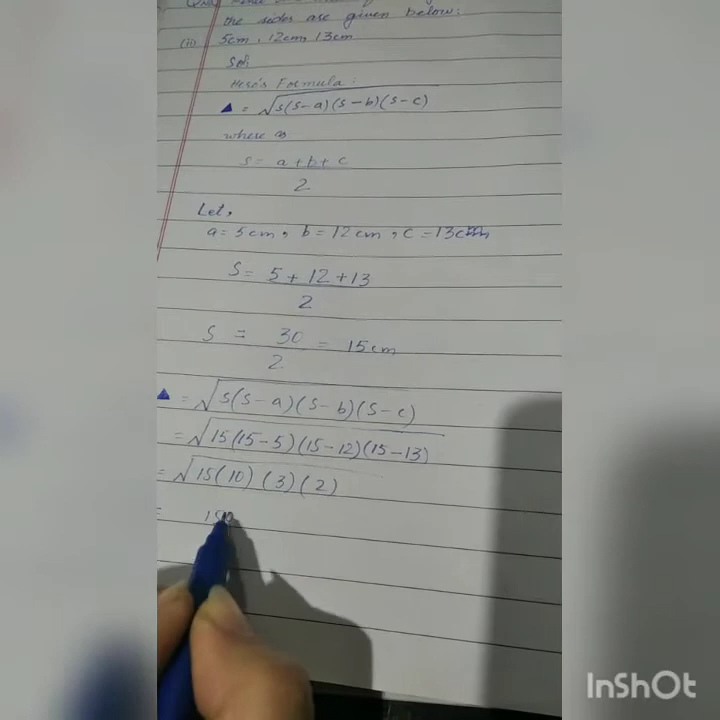 the sides are given below:
(ii) 5cm, 12cm, 13cm
Sol:
Hero's Formula:
▲ = √s(s-a)(s-b)(s-c)
where as
s = a+b+c
2
Let,
a = 5cm, b = 12cm, c = 13cm
S = 5+12+13
2
S = 30 = 15cm
2
▲ = √s(s-a)(s-b)(s-c)
= √15(15-5)(15-12)(15-13)
= √15(10)(3)(2)
=
InShOt